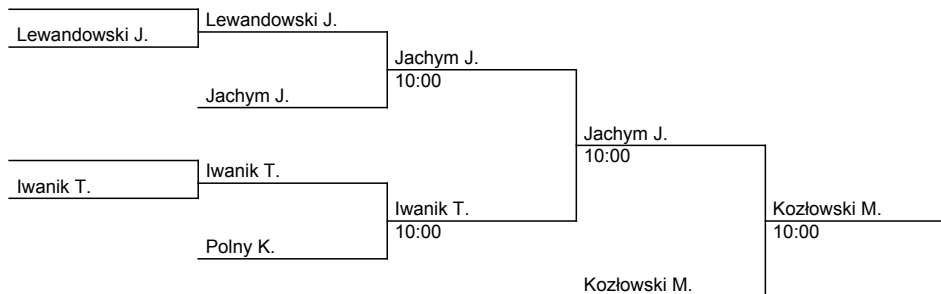 Lewandowski J.
Lewandowski J.
Jachym J.
10:00
Jachym J.
Jachym J.
10:00
Iwanik T.
Iwanik T.
Iwanik T.
10:00
Kozłowski M.
10:00
Polny K.
Kozłowski M.